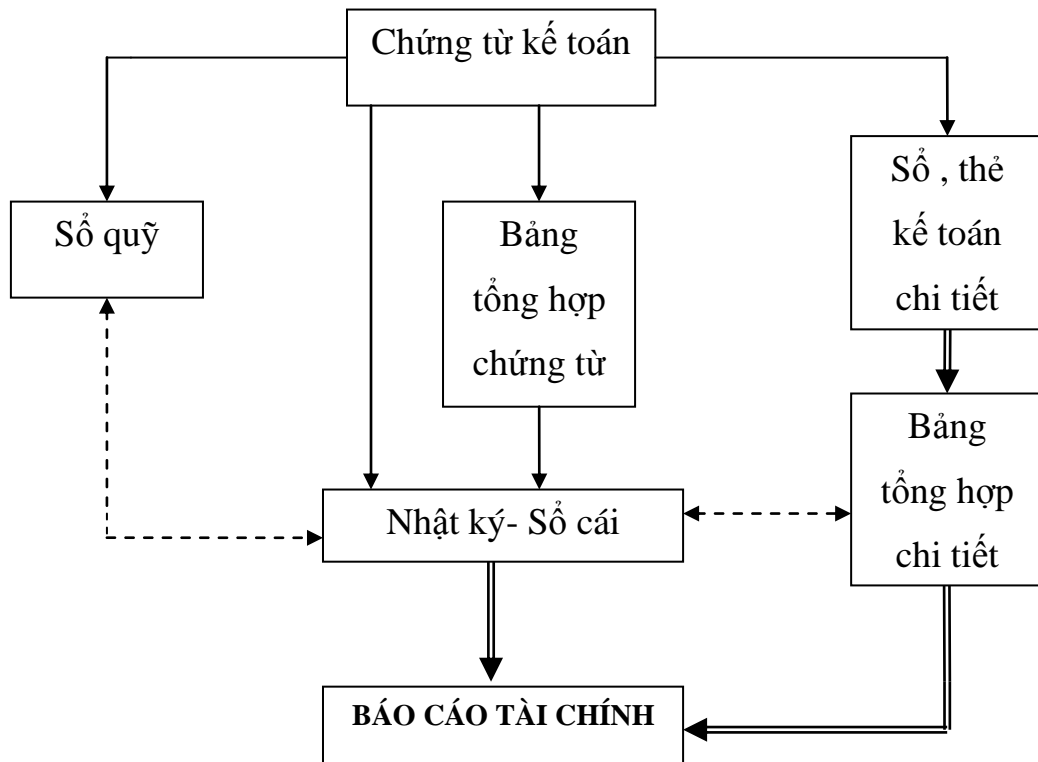 Chứng từ kế toán
Sổ quỹ
Bảng
tổng hợp
chứng từ
Sổ , thẻ
kế toán
chi tiết
Bảng
tổng hợp
chi tiết
Nhật ký- Sổ cái
BÁO CÁO TÀI CHÍNH